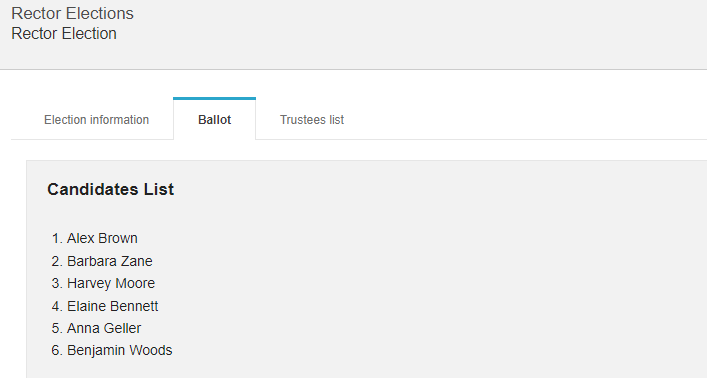 Rector Elections
Rector Election
Election information Ballot Trustees list
Candidates List
1. Alex Brown
2. Barbara Zane
3. Harvey Moore
4. Elaine Bennett
5. Anna Geller
6. Benjamin Woods